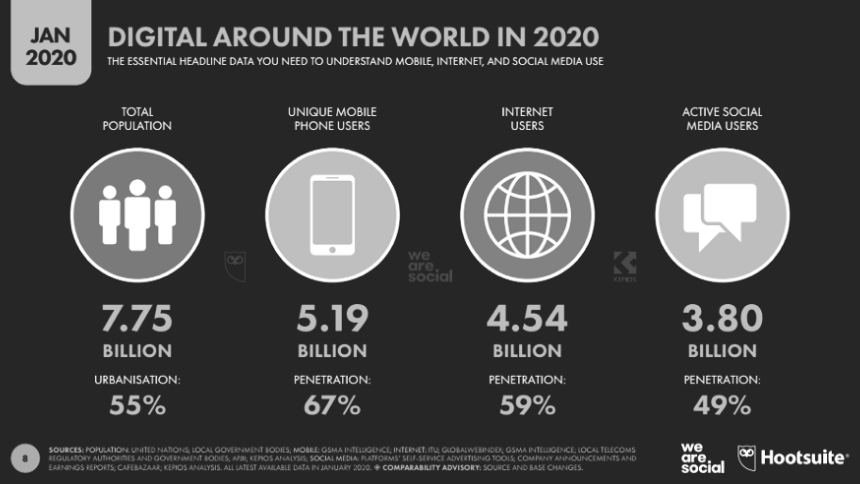 JAN
2020
DIGITAL AROUND THE WORLD IN 2020
THE ESSENTIAL HEADLINE DATA YOU NEED TO UNDERSTAND MOBILE, INTERNET, AND SOCIAL MEDIA USE
TOTAL
POPULATION
UNIQUE MOBILE
PHONE USERS
INTERNET
USERS
ACTIVE SOCIAL
MEDIA USERS
we
are
social
KEPIOS
7.75
BILLION
5.19
BILLION
4.54
BILLION
3.80
BILLION
URBANISATION:
55%
PENETRATION:
67%
PENETRATION:
59%
PENETRATION:
49%
8
SOURCES: POPULATION: UNITED NATIONS; LOCAL GOVERNMENT BODIES; MOBILE: GSMA INTELLIGENCE; INTERNET: ITU; GLOBALWEBINDEX; GSMA INTELLIGENCE; LOCAL TELECOMS
REGULATORY AUTHORITIES AND GOVERNMENT BODIES; APJII; KEPIOS ANALYSIS; SOCIAL MEDIA: PLATFORMS' SELF-SERVICE ADVERTISING TOOLS; COMPANY ANNOUNCEMENTS AND
EARNINGS REPORTS; CAFEBAZAAR; KEPIOS ANALYSIS. ALL LATEST AVAILABLE DATA IN JANUARY 2020. COMPARABILITY ADVISORY: SOURCE AND BASE CHANGES.
we
are
social
Hootsuite®